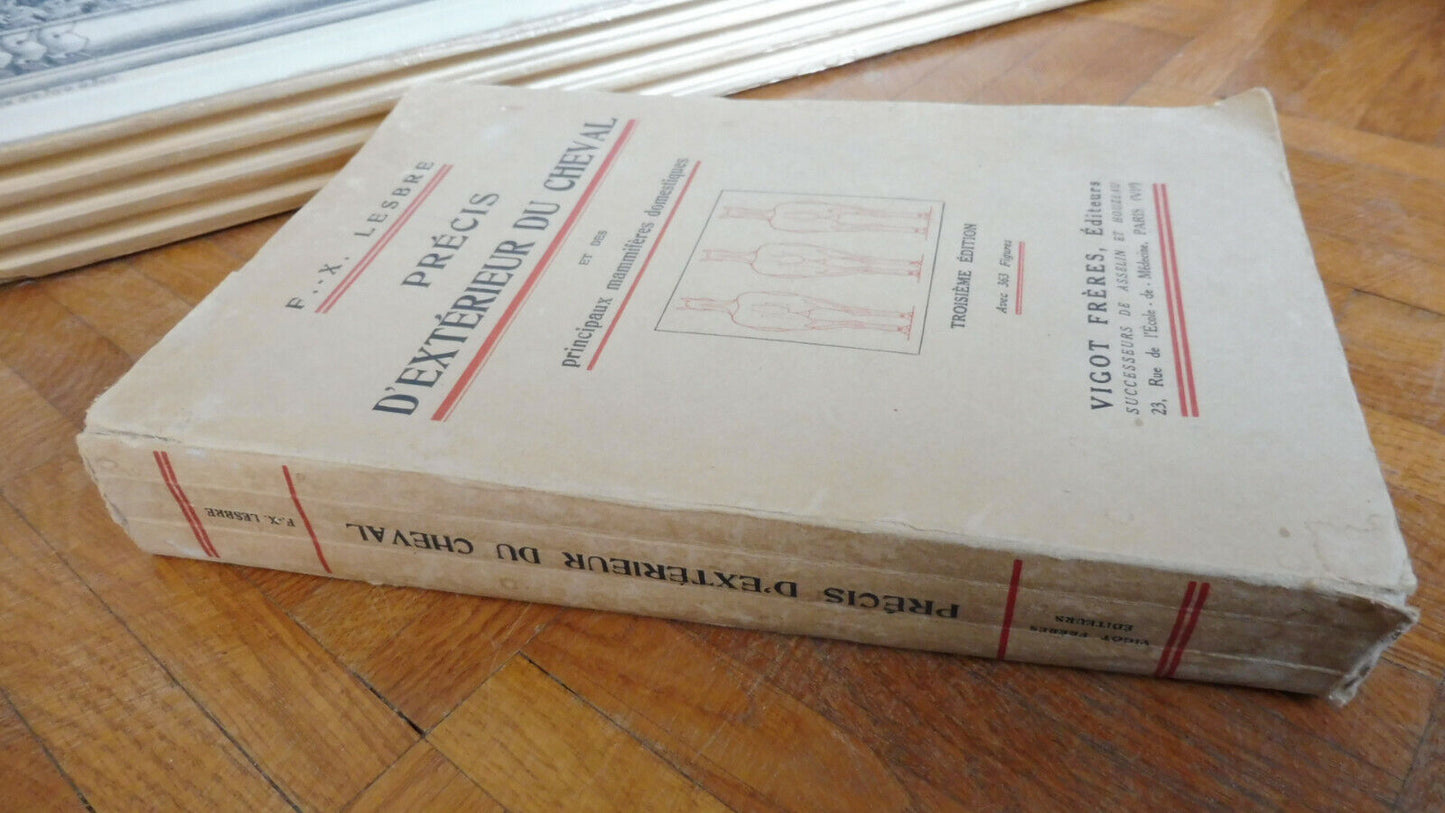 F.-X. LESBRE
PRÉCIS
D'EXTÉRIEUR DU CHEVAL
ET DES
principaux mammifères domestiques
TROISIÈME ÉDITION
Avec 363 Figures
VIGOT FRÈRES, Éditeurs
SUCCESSEURS DE ASSELIN ET HOUZEAU
23, Rue de l'École-de-Médecine, PARIS (VIe)
F.-X. LESBRE
PRÉCIS D'EXTÉRIEUR DU CHEVAL
VIGOT FRÈRES
ÉDITEURS